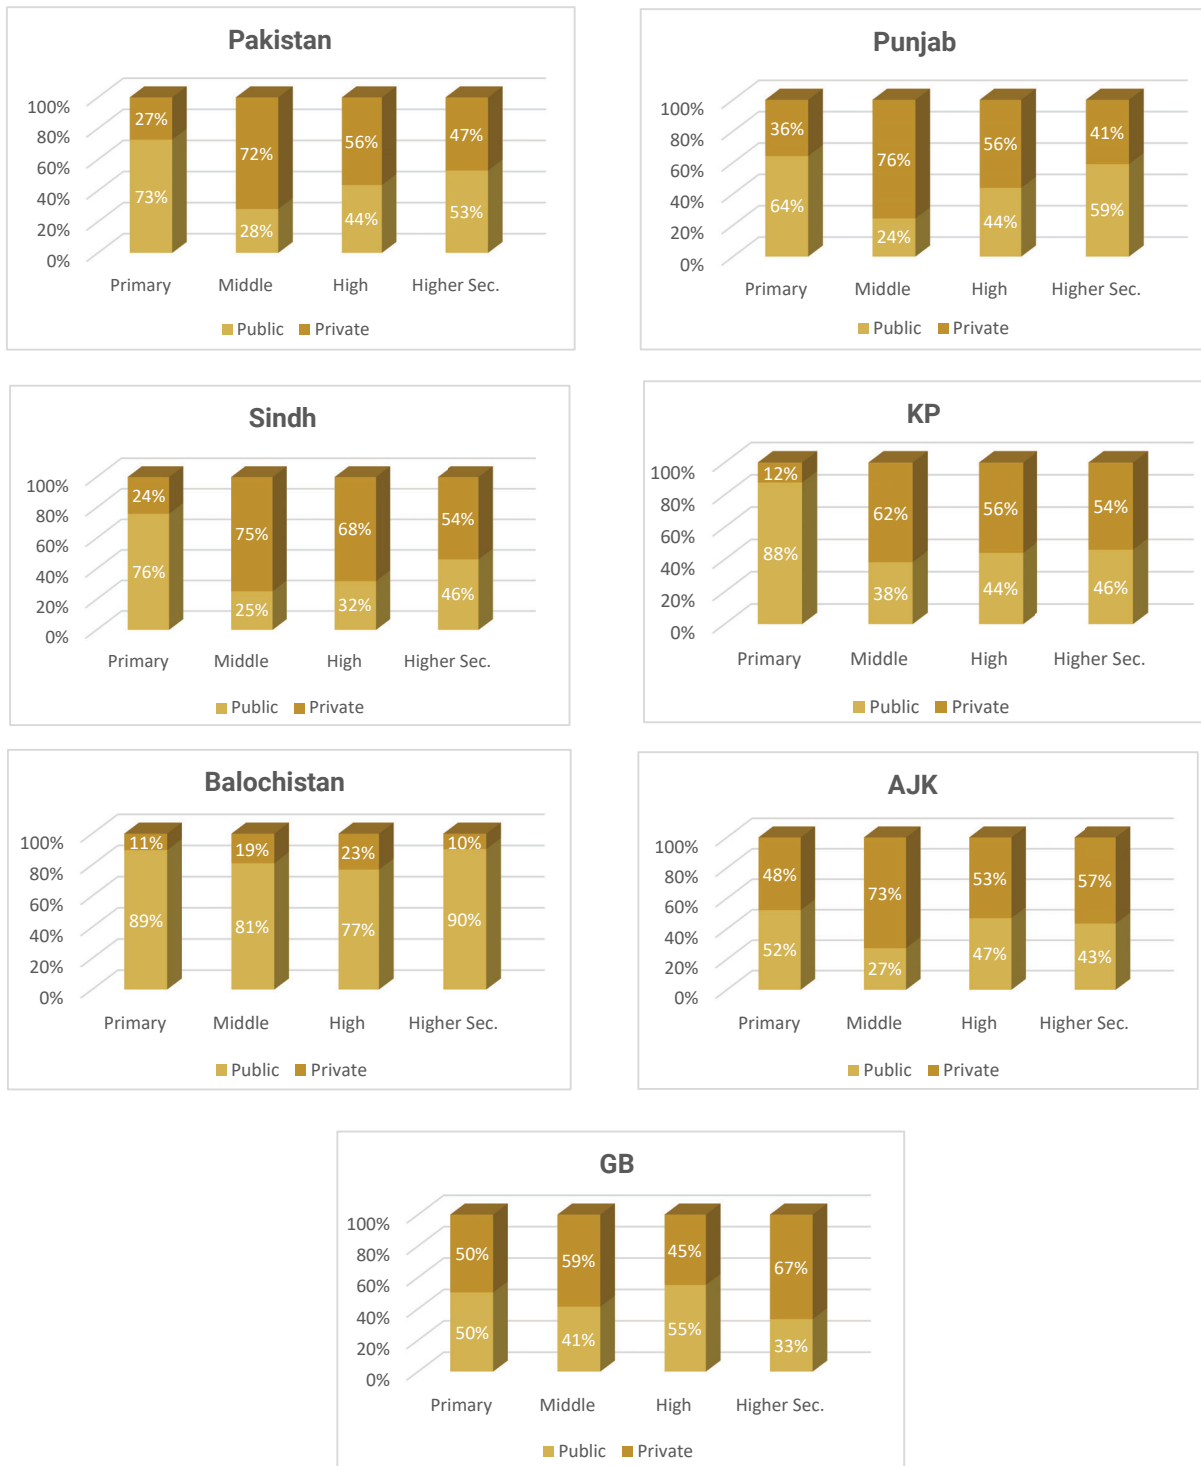 Pakistan
100%
80%
60%
40%
20%
0%
27%
72%
56%
47%
73%
28%
44%
53%
Primary
Middle
High
Higher Sec.
Public
Private
Punjab
100%
80%
60%
40%
20%
0%
36%
76%
56%
41%
64%
24%
44%
59%
Primary
Middle
High
Higher Sec.
Public
Private
Sindh
100%
80%
60%
40%
20%
0%
24%
75%
68%
54%
76%
25%
32%
46%
Primary
Middle
High
Higher Sec.
Public
Private
KP
100%
80%
60%
40%
20%
0%
12%
62%
56%
54%
88%
38%
44%
46%
Primary
Middle
High
Higher Sec.
Public
Private
Balochistan
100%
80%
60%
40%
20%
0%
11%
19%
23%
10%
89%
81%
77%
90%
Primary
Middle
High
Higher Sec.
Public
Private
AJK
100%
80%
60%
40%
20%
0%
48%
73%
53%
57%
52%
27%
47%
43%
Primary
Middle
High
Higher Sec.
Public
Private
GB
100%
80%
60%
40%
20%
0%
50%
59%
45%
67%
50%
41%
55%
33%
Primary
Middle
High
Higher Sec.
Public
Private